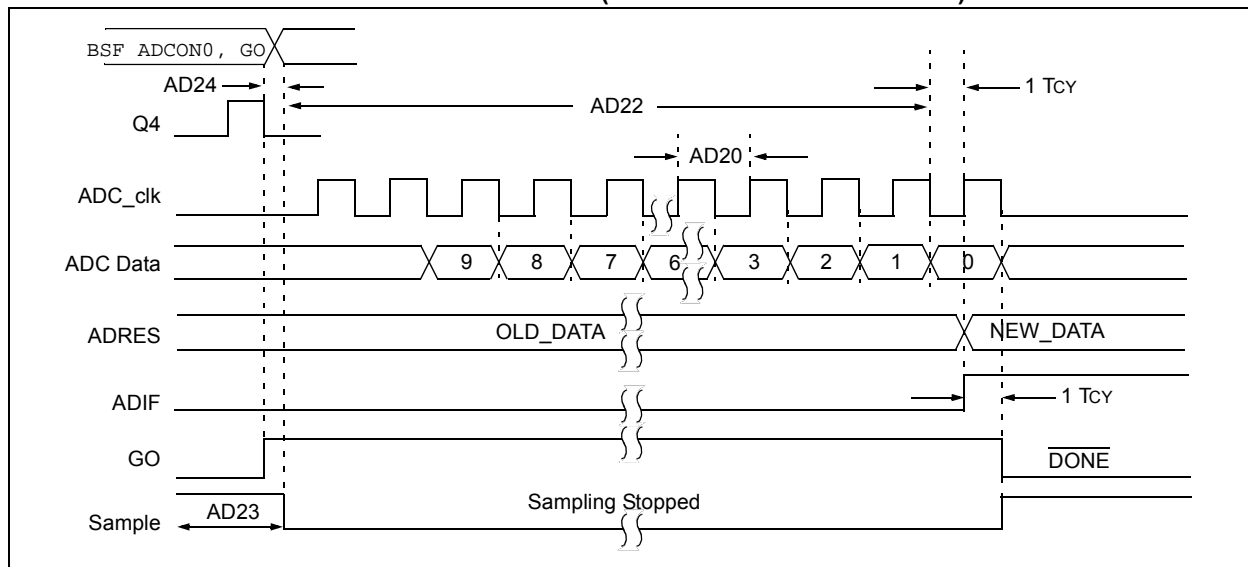 BSF ADCON0, GO
AD24
1 TCY
AD22
Q4
AD20
ADC_clk
ADC Data
9 8 7 6 3 2 1 0
ADRES
OLD_DATA
NEW_DATA
ADIF
1 TCY
GO
DONE
Sample
AD23
Sampling Stopped